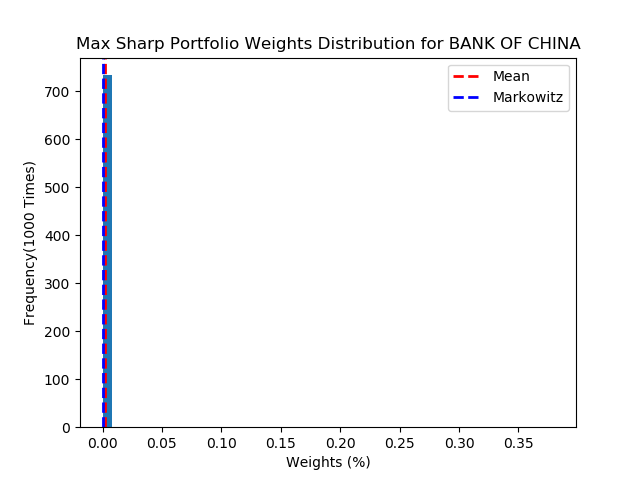 Max Sharp Portfolio Weights Distribution for BANK OF CHINA
Mean
Markowitz
700
600
500
400
300
200
100
0
Frequency(1000 Times)
0.00 0.05 0.10 0.15 0.20 0.25 0.30 0.35
Weights (%)